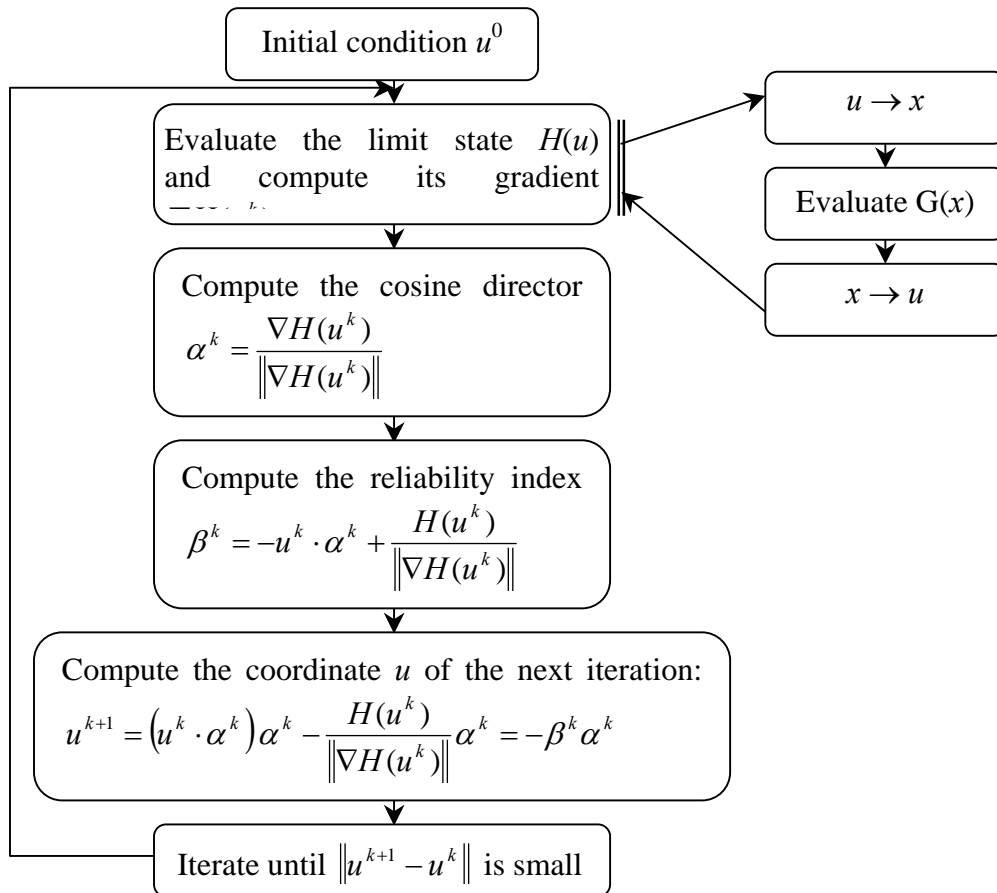 Initial condition u⁰
Evaluate the limit state H(u)
and compute its gradient
Compute the cosine director
α^k = ∇H(u^k) / ‖∇H(u^k)‖
Compute the reliability index
β^k = −u^k · α^k + H(u^k) / ‖∇H(u^k)‖
Compute the coordinate u of the next iteration:
u^{k+1} = (u^k · α^k) α^k − H(u^k) / ‖∇H(u^k)‖ α^k = −β^k α^k
Iterate until ‖u^{k+1} − u^k‖ is small
u → x
Evaluate G(x)
x → u